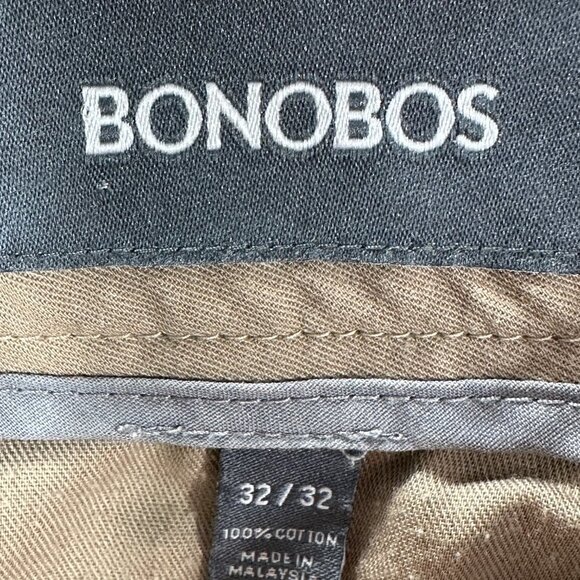 BONOBOS
32 / 32
100% COTTON
MADE IN
MALAYSIA